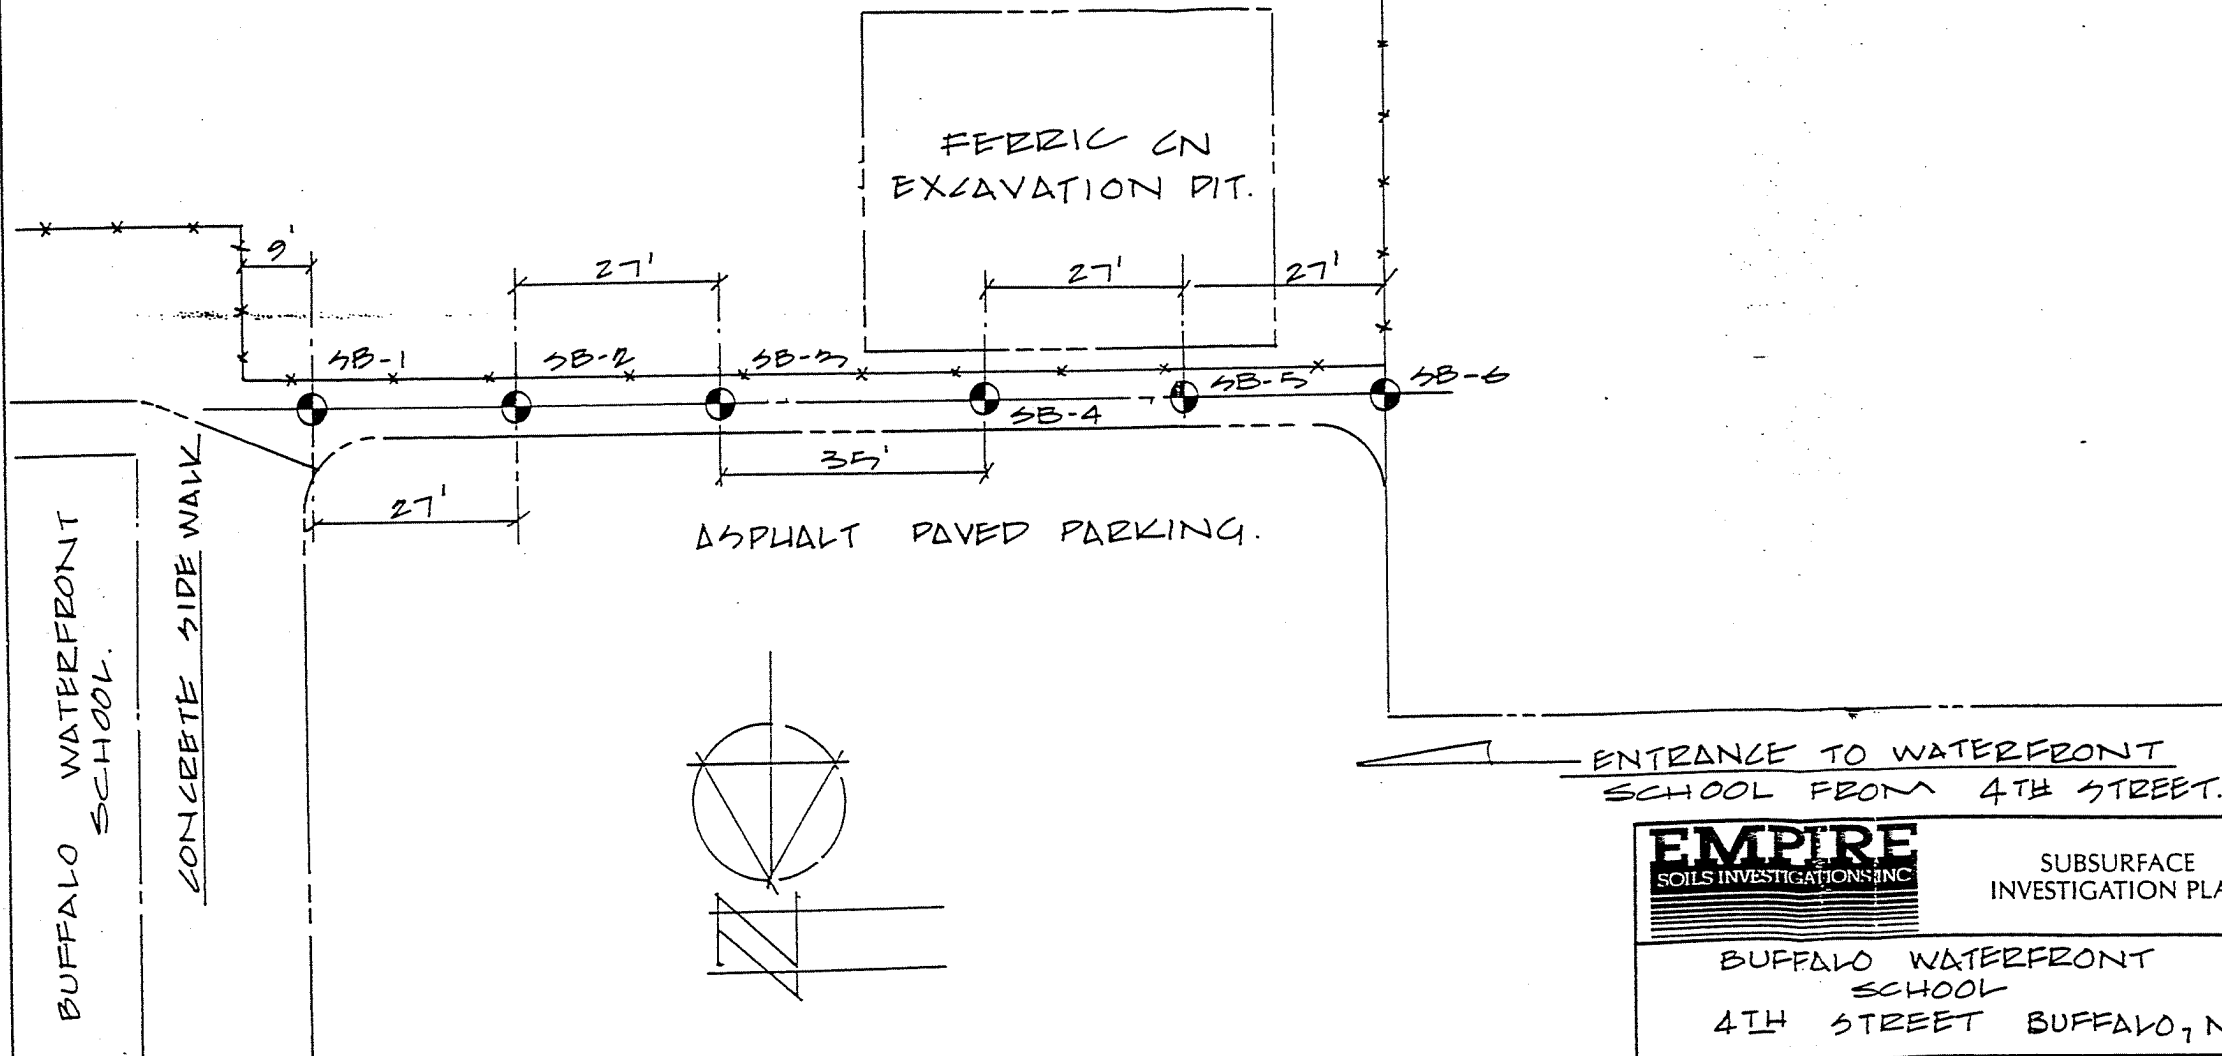 FERRIC CN
EXCAVATION PIT.
9'
27'
27'
27'
SB-1
SB-2
SB-3
SB-4
SB-5
SB-6
35'
27'
ASPHALT PAVED PARKING.
BUFFALO WATERFRONT
SCHOOL.
CONCRETE SIDE WALK
N
ENTRANCE TO WATERFRONT
SCHOOL FROM 4TH STREET.
EMPIRE
SOILS INVESTIGATIONS INC
SUBSURFACE
INVESTIGATION PLA
BUFFALO WATERFRONT
SCHOOL
4TH STREET BUFFALO, N